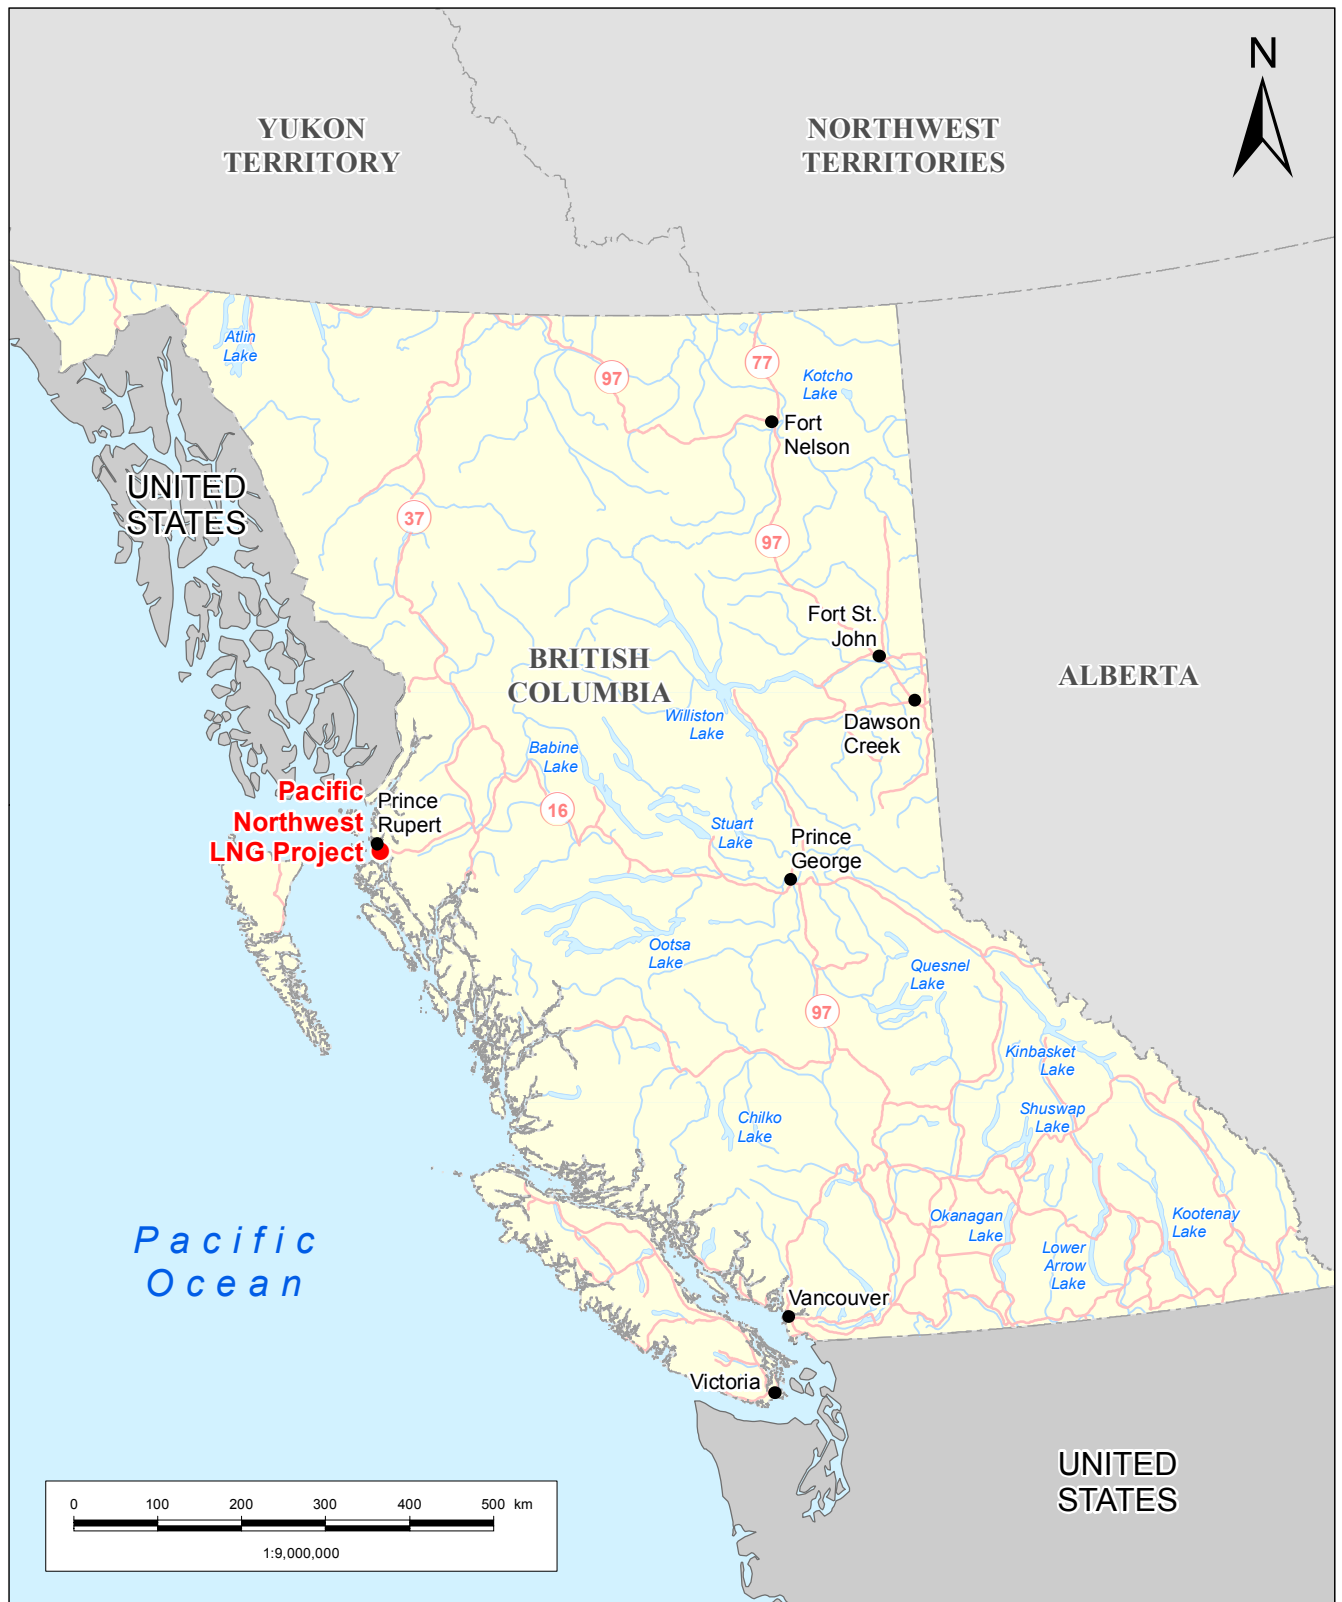 N
YUKON
TERRITORY
NORTHWEST
TERRITORIES
Atlin
Lake
97
77
Kotcho
Lake
Fort
Nelson
UNITED
STATES
37
97
Fort St.
John
BRITISH
COLUMBIA
ALBERTA
Williston
Lake
Dawson
Creek
Babine
Lake
Pacific
Northwest
LNG Project
Prince
Rupert
16
Stuart
Lake
Prince
George
Ootsa
Lake
Quesnel
Lake
97
Kinbasket
Lake
Chilko
Lake
Shuswap
Lake
Pacific
Ocean
Okanagan
Lake
Lower
Arrow
Lake
Kootenay
Lake
Vancouver
Victoria
UNITED
STATES
0 100 200 300 400 500 km
1:9,000,000